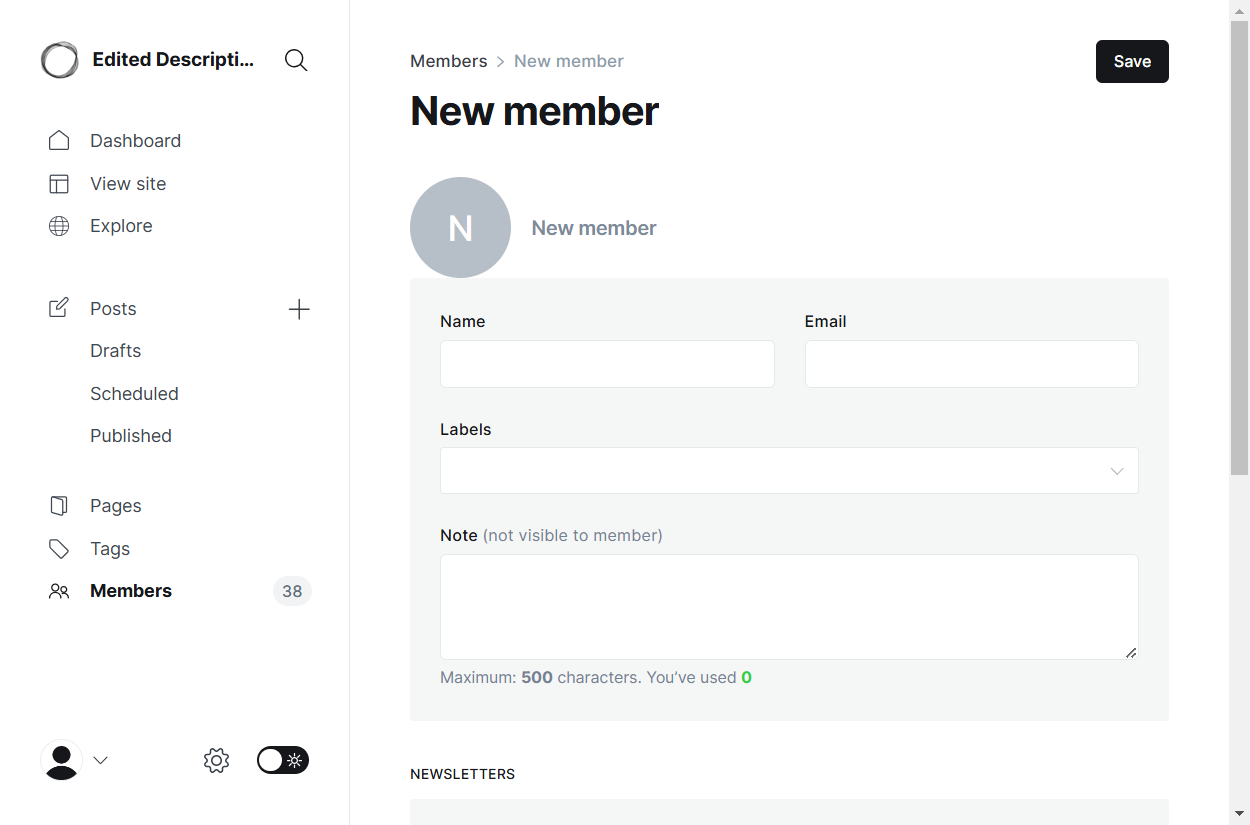 Edited Descripti...
Dashboard
View site
Explore
Posts
Drafts
Scheduled
Published
Pages
Tags
Members
38
Members > New member
Save
New member
N
New member
Name
Email
Labels
Note (not visible to member)
Maximum: 500 characters. You’ve used 0
NEWSLETTERS